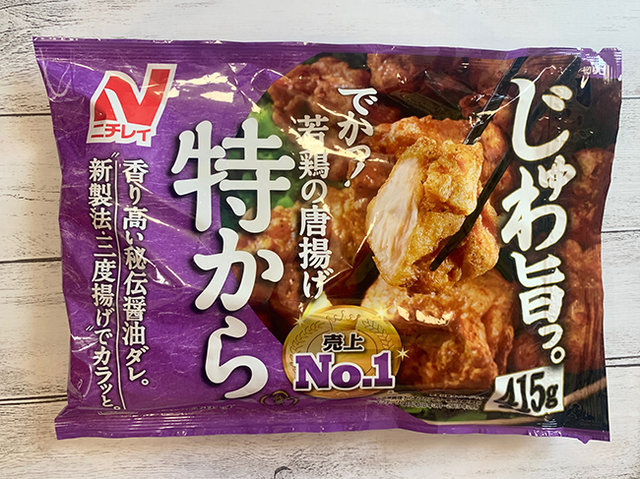 ニチレイ
でかっ!
若鶏の唐揚げ
特から
香り高い秘伝醤油ダレ。
新製法・“三度揚げ”でカラッと。
売上
No.1
じゅわ旨っ。
415g